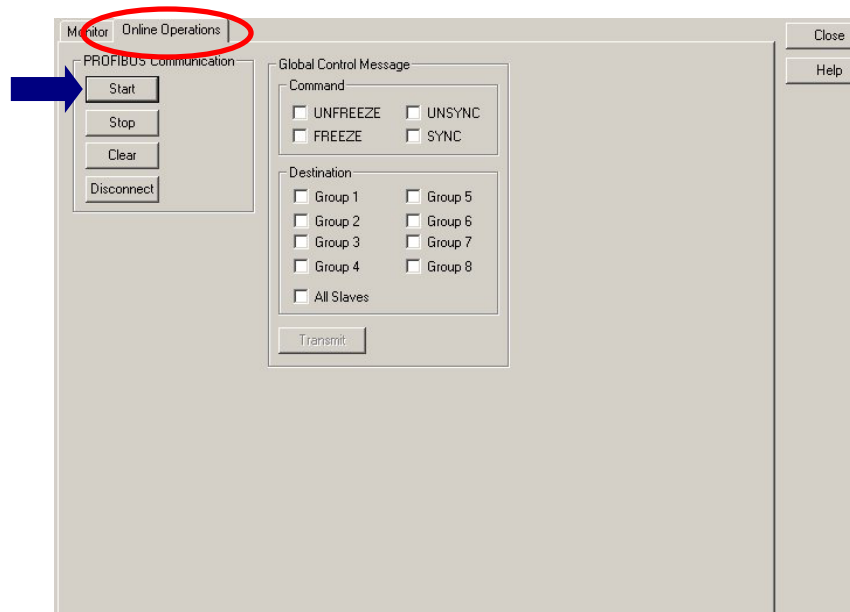 Monitor Online Operations
Close
Help
PROFIBUS Communication
Start
Stop
Clear
Disconnect
Global Control Message
Command
UNFREEZE UNSYNC
FREEZE SYNC
Destination
Group 1 Group 5
Group 2 Group 6
Group 3 Group 7
Group 4 Group 8
All Slaves
Transmit